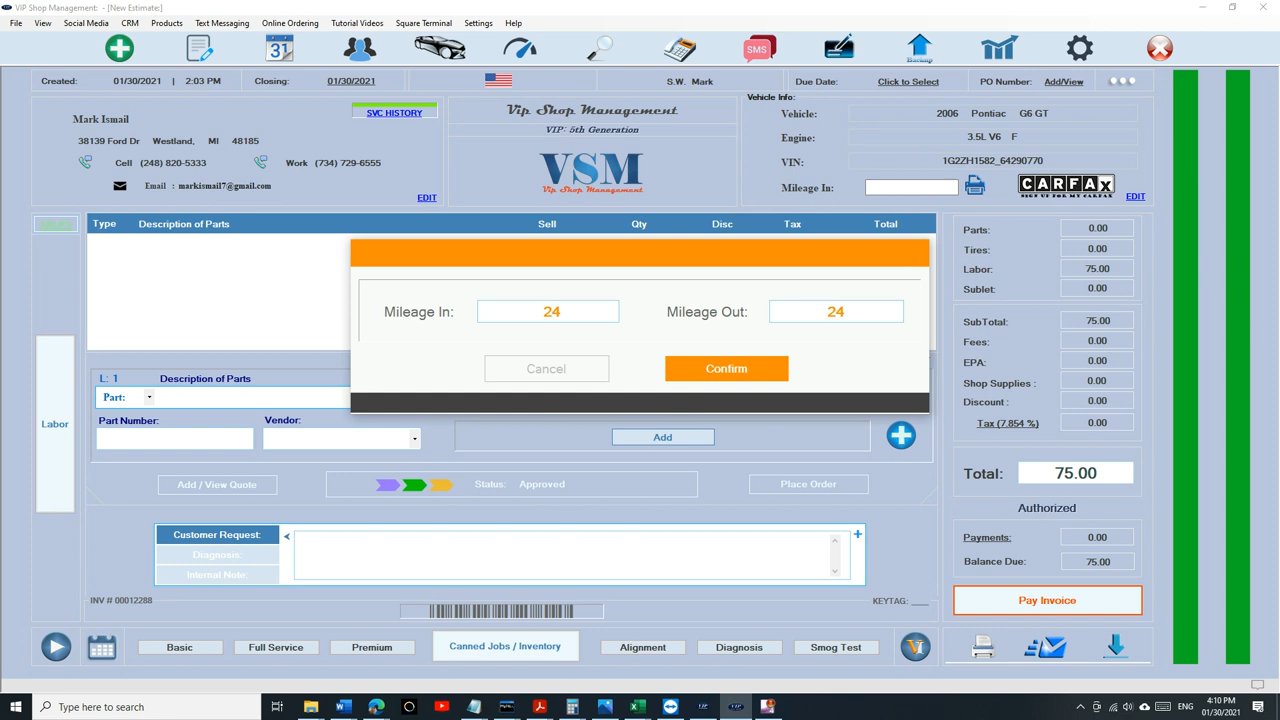 VIP Shop Management: - [New Estimate:]
File View Social Media CRM Products Text Messaging Online Ordering Tutorial Videos Square Terminal Settings Help
31 SMS Backup
Created: 01/30/2021 | 2:03 PM Closing: 01/30/2021 S.W. Mark Due Date: Click to Select PO Number: Add/View
Mark Ismail
SVC HISTORY
38139 Ford Dr Westland, MI 48185
Cell (248) 820-5333 Work (734) 729-6555
Email : markismail7@gmail.com
EDIT
Vip Shop Management
VIP: 5th Generation
VSM
Vip Shop Management
Vehicle Info:
Vehicle: 2006 Pontiac G6 GT
Engine: 3.5L V6 F
VIN: 1G2ZH1582_64290770
Mileage In: CARFAX
SIGN UP FOR MY CARFAX
EDIT
Type Description of Parts Sell Qty Disc Tax Total
Mileage In: 24 Mileage Out: 24
Cancel Confirm
L: 1 Description of Parts
Part:
Part Number: Vendor:
Add
Labor
Add / View Quote Status: Approved Place Order
Customer Request:
Diagnosis:
Internal Note:
INV # 00012288 KEYTAG: ___
Parts: 0.00
Tires: 0.00
Labor: 75.00
Sublet: 0.00
SubTotal: 75.00
Fees: 0.00
EPA: 0.00
Shop Supplies : 0.00
Discount : 0.00
Tax (7.854 %) 0.00
Total: 75.00
Authorized
Payments: 0.00
Balance Due: 75.00
Pay Invoice
Basic Full Service Premium Canned Jobs / Inventory Alignment Diagnosis Smog Test
Type here to search
ENG
4:10 PM
01/30/2021